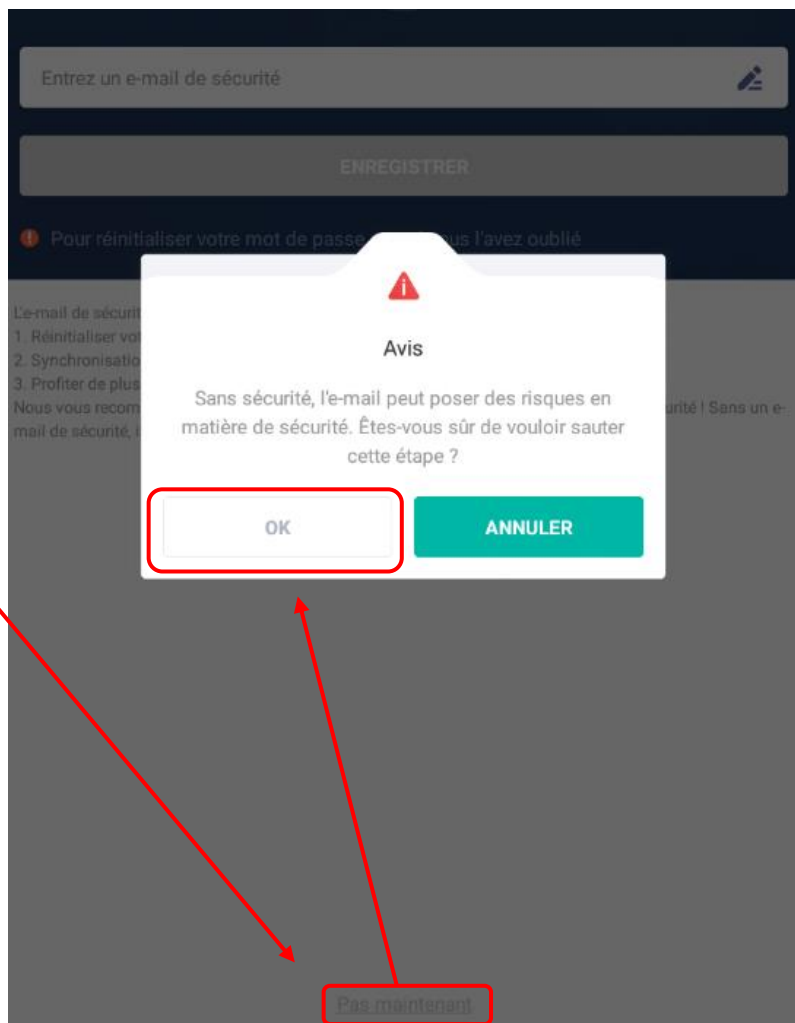 Entrez un e-mail de sécurité
ENREGISTRER
Pour réinitialiser votre mot de passe us l'avez oublié
L'e-mail de sécurit
1. Réinitialiser vot
2. Synchronisatio
3. Profiter de plus
Nous vous recom urité ! Sans un e-
mail de sécurité, i
Avis
Sans sécurité, l'e-mail peut poser des risques en
matière de sécurité. Êtes-vous sûr de vouloir sauter
cette étape ?
OK
ANNULER
Pas maintenant